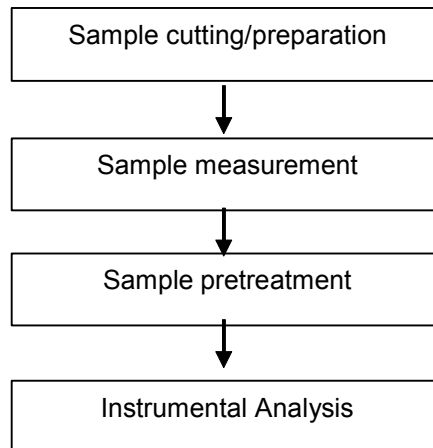 Sample cutting/preparation
Sample measurement
Sample pretreatment
Instrumental Analysis